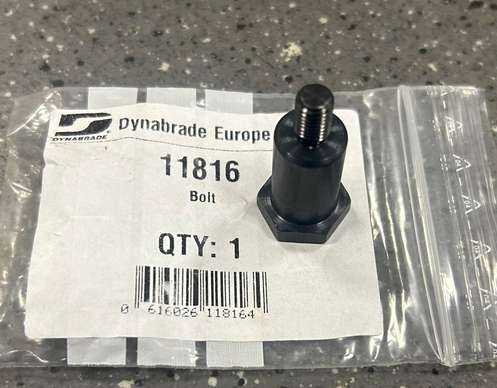 DYNABRADE
Dynabrade Europe
11816
Bolt
QTY: 1
0 616026 118164